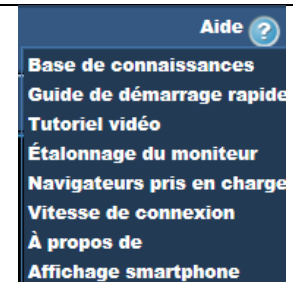 Aide ?
Base de connaissances
Guide de démarrage rapide
Tutoriel vidéo
Étalonnage du moniteur
Navigateurs pris en charge
Vitesse de connexion
À propos de
Affichage smartphone